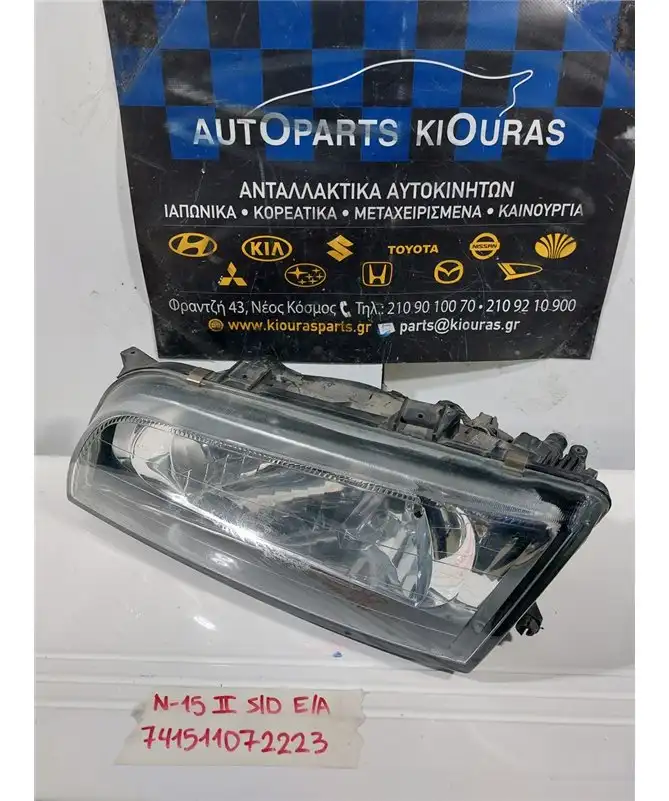 AUTOPARTS KIOURAS
ΑΝΤΑΛΛΑΚΤΙΚΑ ΑΥΤΟΚΙΝΗΤΩΝ
ΙΑΠΩΝΙΚΑ • ΚΟΡΕΑΤΙΚΑ • ΜΕΤΑΧΕΙΡΙΣΜΕΝΑ • ΚΑΙΝΟΥΡΓΙΑ
KIA TOYOTA NISSAN
Φραντζή 43, Νέος Κόσμος Τηλ.: 210 90 100 70 • 210 92 10 900
www.kiourasparts.gr parts@kiouras.gr
N-15 II S/D E/A
741511072223